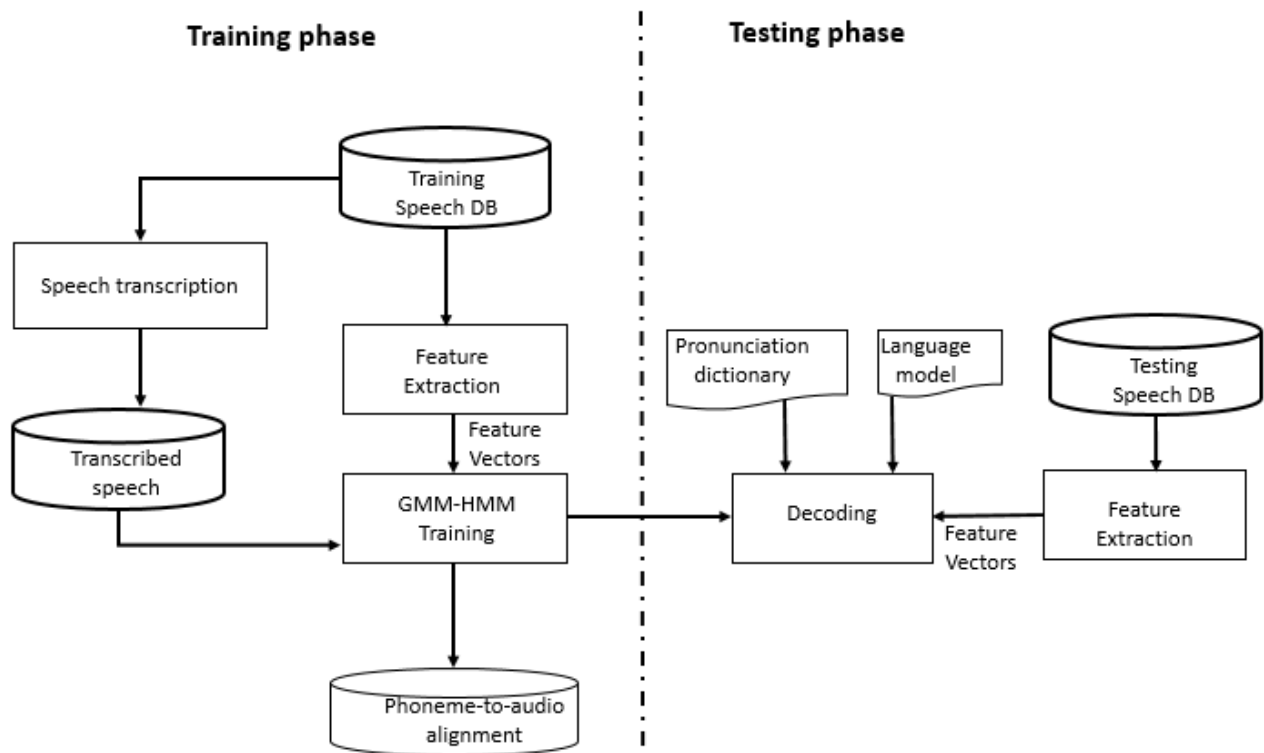 Training phase
Testing phase
Training
Speech DB
Speech transcription
Feature
Extraction
Feature
Vectors
Transcribed
speech
GMM-HMM
Training
Phoneme-to-audio
alignment
Pronunciation
dictionary
Language
model
Testing
Speech DB
Decoding
Feature
Vectors
Feature
Extraction